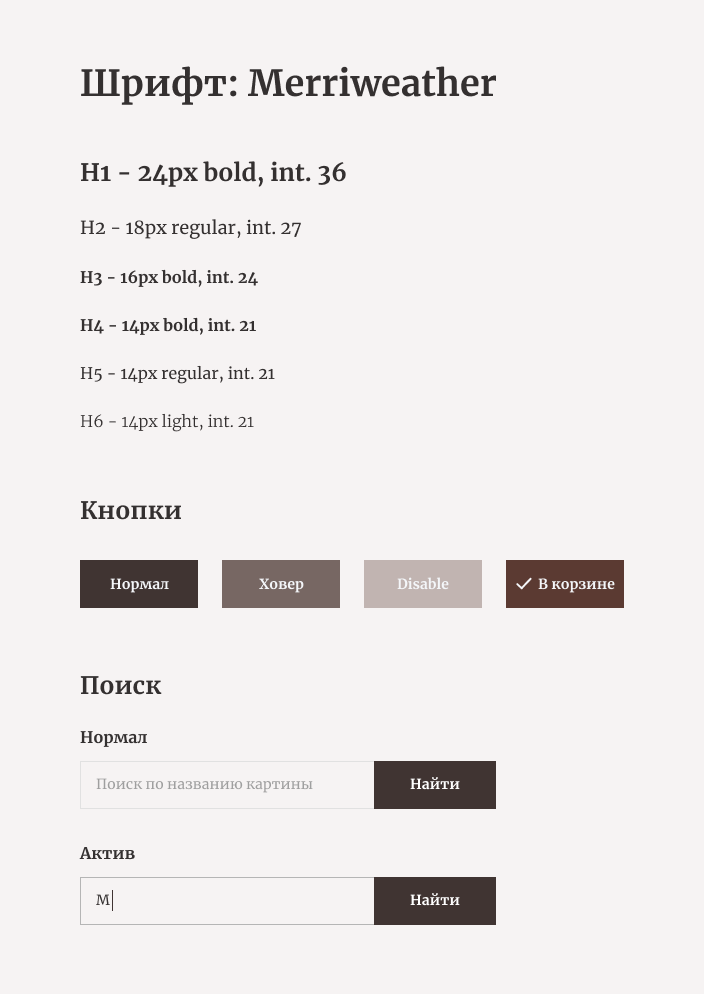 Шрифт: Merriweather
H1 - 24px bold, int. 36
H2 - 18px regular, int. 27
H3 - 16px bold, int. 24
H4 - 14px bold, int. 21
H5 - 14px regular, int. 21
H6 - 14px light, int. 21
Кнопки
Нормал Ховер Disable В корзине
Поиск
Нормал
Поиск по названию картины Найти
Актив
М Найти